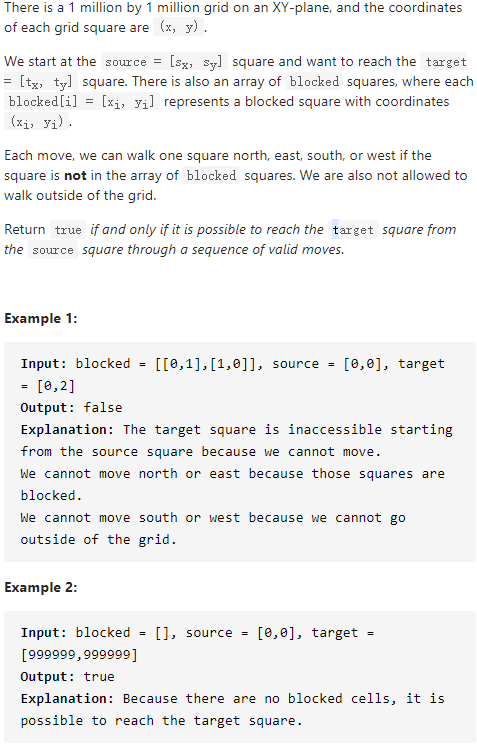 There is a 1 million by 1 million grid on an XY-plane, and the coordinates
of each grid square are (x, y) .
We start at the source = [sx, sy] square and want to reach the target
= [tx, ty] square. There is also an array of blocked squares, where each
blocked[i] = [xi, yi] represents a blocked square with coordinates
(xi, yi) .
Each move, we can walk one square north, east, south, or west if the
square is not in the array of blocked squares. We are also not allowed to
walk outside of the grid.
Return true if and only if it is possible to reach the target square from
the source square through a sequence of valid moves.
Example 1:
Input: blocked = [[0,1],[1,0]], source = [0,0], target
= [0,2]
Output: false
Explanation: The target square is inaccessible starting
from the source square because we cannot move.
We cannot move north or east because those squares are
blocked.
We cannot move south or west because we cannot go
outside of the grid.
Example 2:
Input: blocked = [], source = [0,0], target =
[999999,999999]
Output: true
Explanation: Because there are no blocked cells, it is
possible to reach the target square.